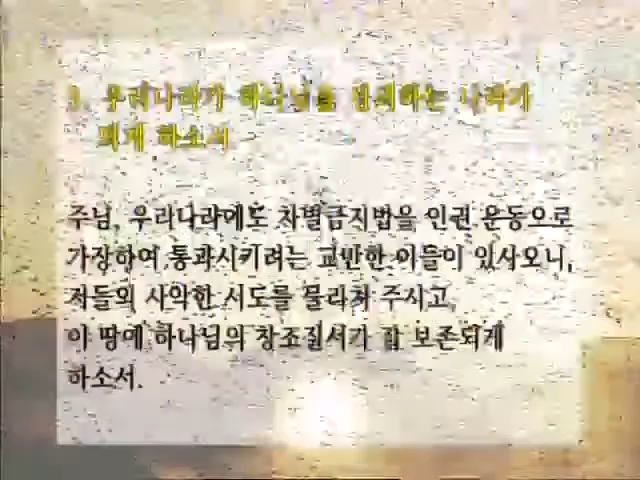 우리나라가 하나님을 하는 나라가
되게 하소서
주님, 우리나라에도 차별금지법을 인권 운동으로
가장하여 통과시키려는 교만한 이들이 있사오니,
저들의 사악한 시도를 물리쳐 주시고,
이 땅에 하나님의 창조질서가 잘 보존되게
하소서.